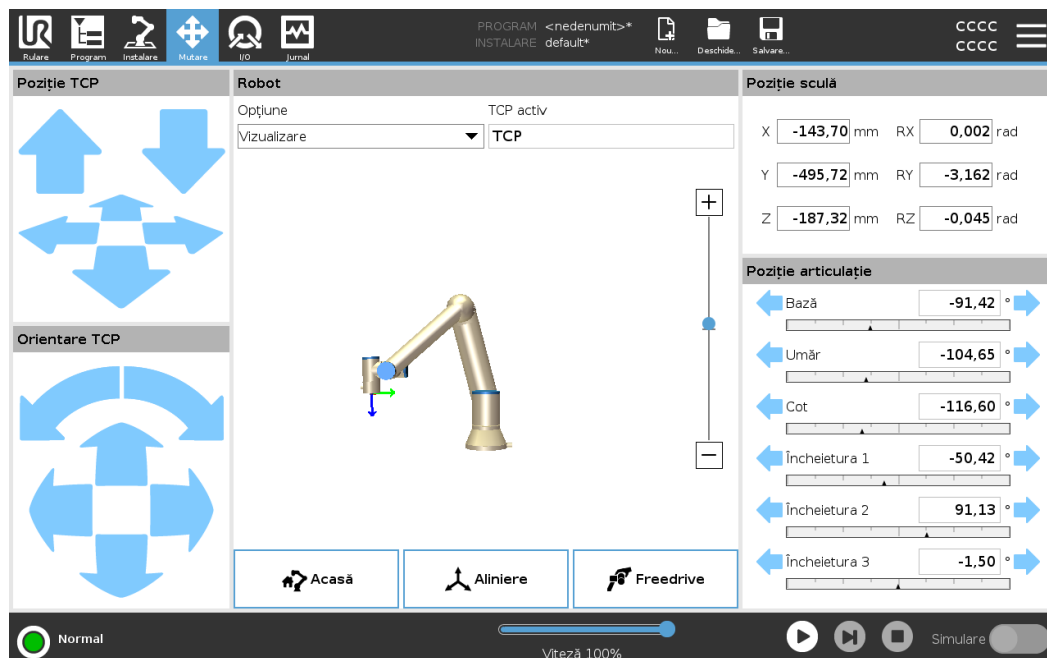 PROGRAM <nedenumit>*
INSTALARE default*
CCCC
CCCC
Rulare Program Instalare Mutare I/O Jurnal Nou... Deschide... Salvare...
Poziție TCP
Orientare TCP
Robot
Opțiune TCP activ
Vizualizare TCP
Acasă Aliniere Freedrive
Poziție sculă
X -143,70 mm RX 0,002 rad
Y -495,72 mm RY -3,162 rad
Z -187,32 mm RZ -0,045 rad
Poziție articulație
Bază -91,42 °
Umăr -104,65 °
Cot -116,60 °
Încheietura 1 -50,42 °
Încheietura 2 91,13 °
Încheietura 3 -1,50 °
Normal
Viteză 100%
Simulare